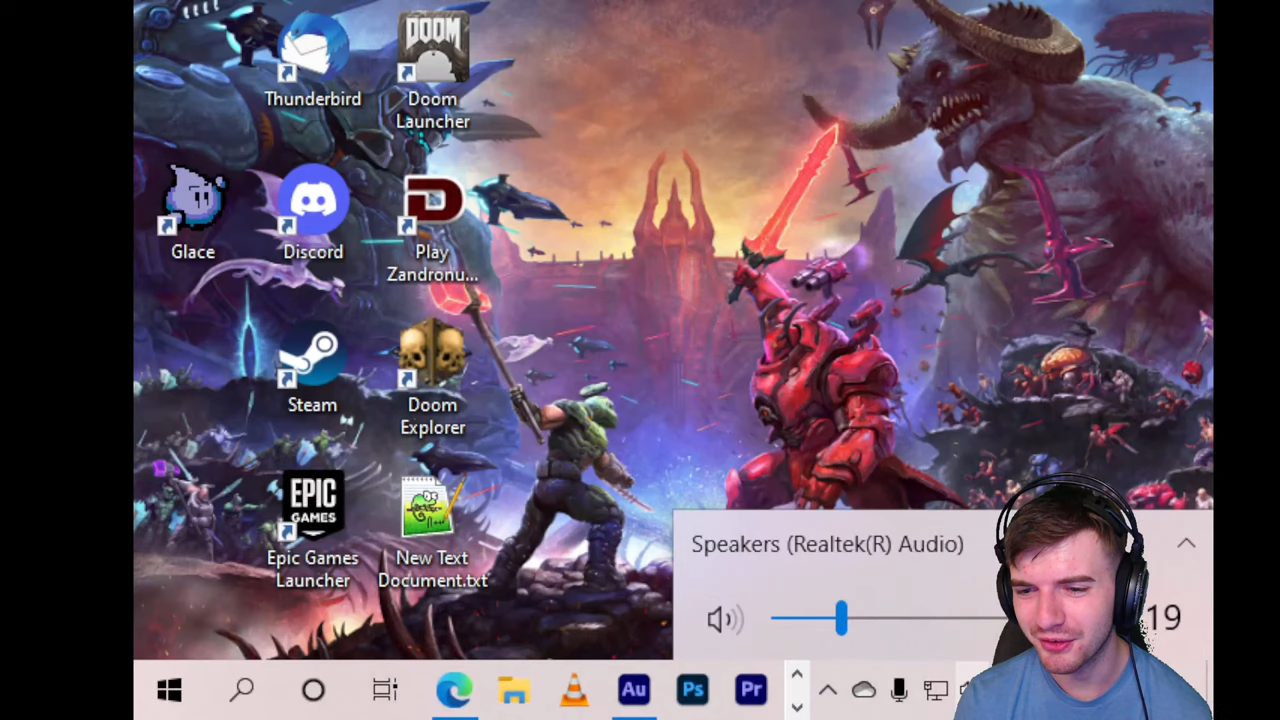 Thunderbird
DOOM
Doom
Launcher
Glace
Discord
Play
Zandronu...
Steam
Doom
Explorer
EPIC
GAMES
Epic Games
Launcher
New Text
Document.txt
Speakers (Realtek(R) Audio)
19
Au
Ps
Pr